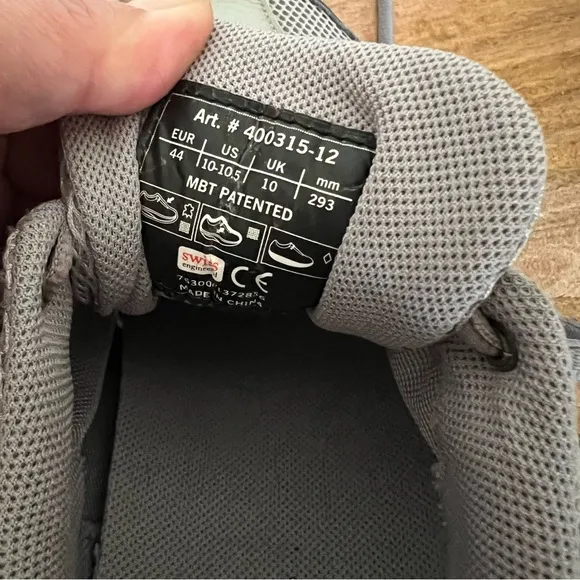 Art. # 400315-12
EUR US UK mm
44 10-10.5 10 293
MBT PATENTED
swiss
engineered
MADE IN CHINA